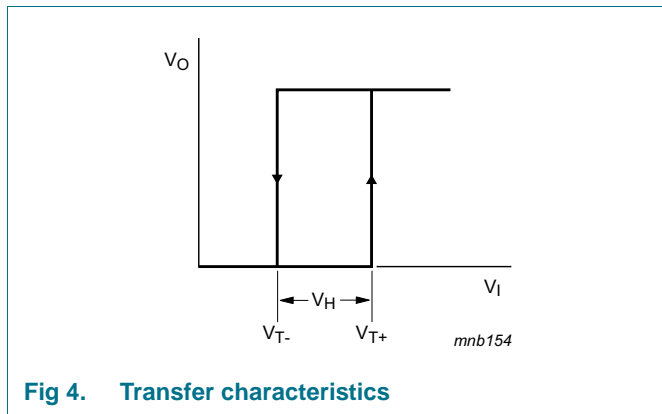 VO
VH
VI
VT-
VT+
mnb154
Fig 4. Transfer characteristics